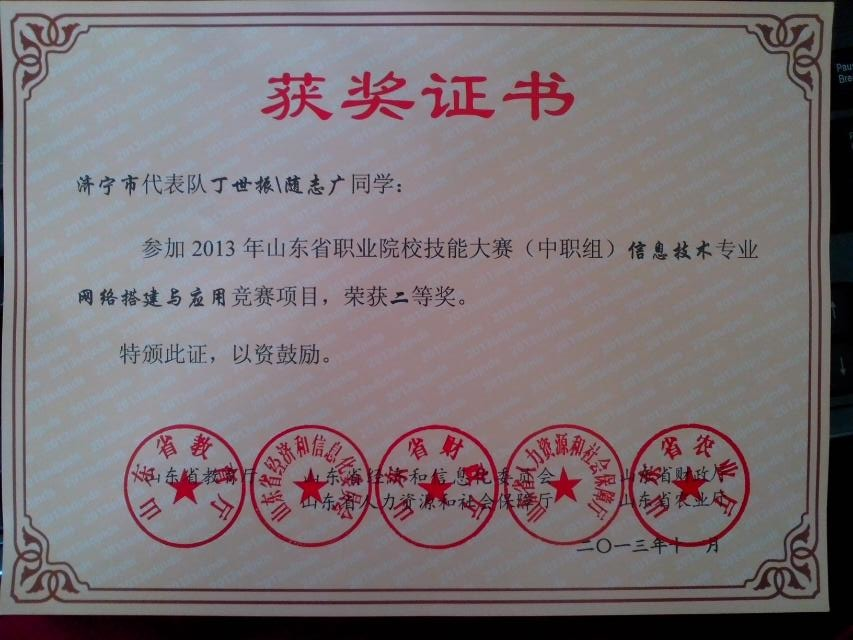 获奖证书
济宁市代表队丁世振\随志广同学：
参加 2013 年山东省职业院校技能大赛（中职组）信息技术专业
网络搭建与应用竞赛项目，荣获二等奖。
特颁此证，以资鼓励。
山东省教育厅 山东省经济和信息化委员会 山东省财政厅
山东省人力资源和社会保障厅 山东省农业厅
山东省教育厅
山东省经济和信息化委员会
山东省财政厅
山东省人力资源和社会保障厅
山东省农业厅
二〇一三年十一月